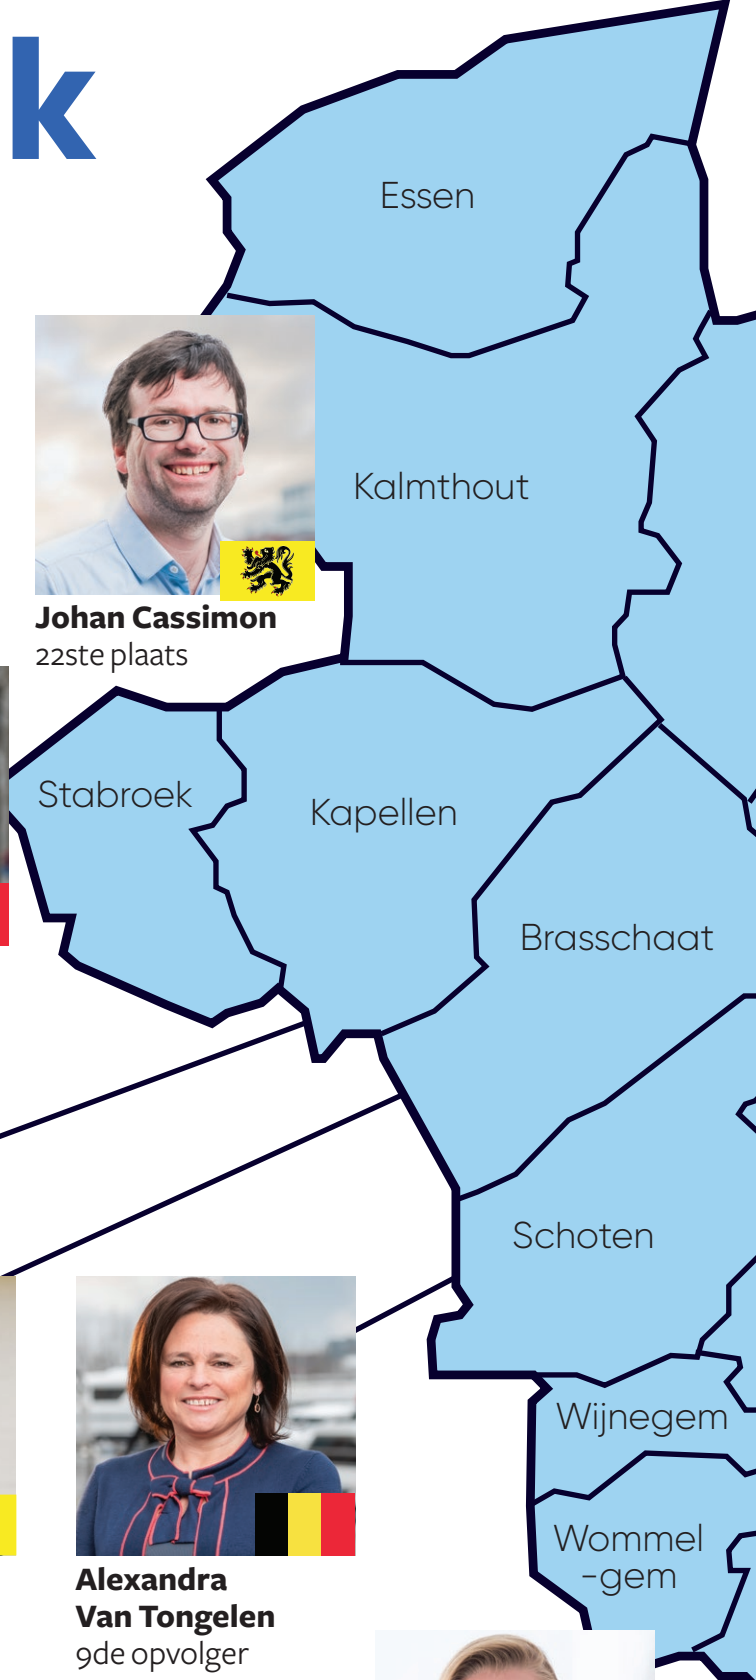 k
Essen
Kalmthout
Johan Cassimon
22ste plaats
Stabroek
Kapellen
Brasschaat
Schoten
Wijnegem
Wommel
-gem
Alexandra
Van Tongelen
9de opvolger